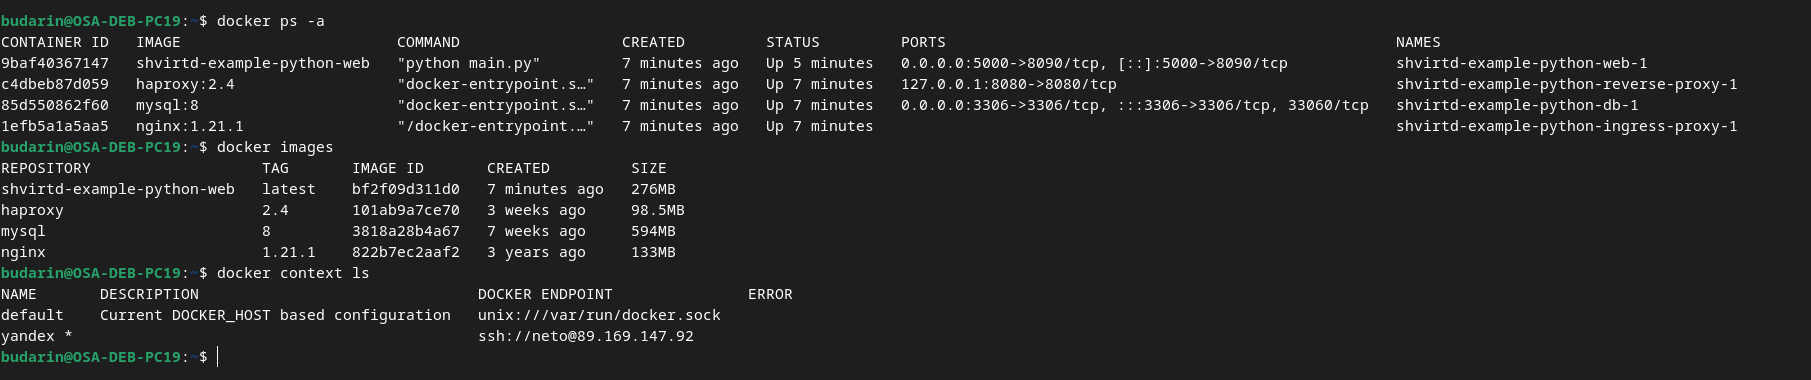 budarin@OSA-DEB-PC19:~$ docker ps -a
CONTAINER ID   IMAGE                        COMMAND                  CREATED         STATUS         PORTS                                                  NAMES
9baf40367147   shvirtd-example-python-web   "python main.py"         7 minutes ago   Up 5 minutes   0.0.0.0:5000->8090/tcp, [::]:5000->8090/tcp            shvirtd-example-python-web-1
c4dbeb87d059   haproxy:2.4                  "docker-entrypoint.s…"   7 minutes ago   Up 7 minutes   127.0.0.1:8080->8080/tcp                               shvirtd-example-python-reverse-proxy-1
85d550862f60   mysql:8                      "docker-entrypoint.s…"   7 minutes ago   Up 7 minutes   0.0.0.0:3306->3306/tcp, :::3306->3306/tcp, 33060/tcp   shvirtd-example-python-db-1
1efb5a1a5aa5   nginx:1.21.1                 "/docker-entrypoint.…"   7 minutes ago   Up 7 minutes                                                          shvirtd-example-python-ingress-proxy-1
budarin@OSA-DEB-PC19:~$ docker images
REPOSITORY                   TAG       IMAGE ID       CREATED         SIZE
shvirtd-example-python-web   latest    bf2f09d311d0   7 minutes ago   276MB
haproxy                      2.4       101ab9a7ce70   3 weeks ago     98.5MB
mysql                        8         3818a28b4a67   7 weeks ago     594MB
nginx                        1.21.1    822b7ec2aaf2   3 years ago     133MB
budarin@OSA-DEB-PC19:~$ docker context ls
NAME       DESCRIPTION                               DOCKER ENDPOINT               ERROR
default    Current DOCKER_HOST based configuration   unix:///var/run/docker.sock
yandex *                                             ssh://neto@89.169.147.92
budarin@OSA-DEB-PC19:~$